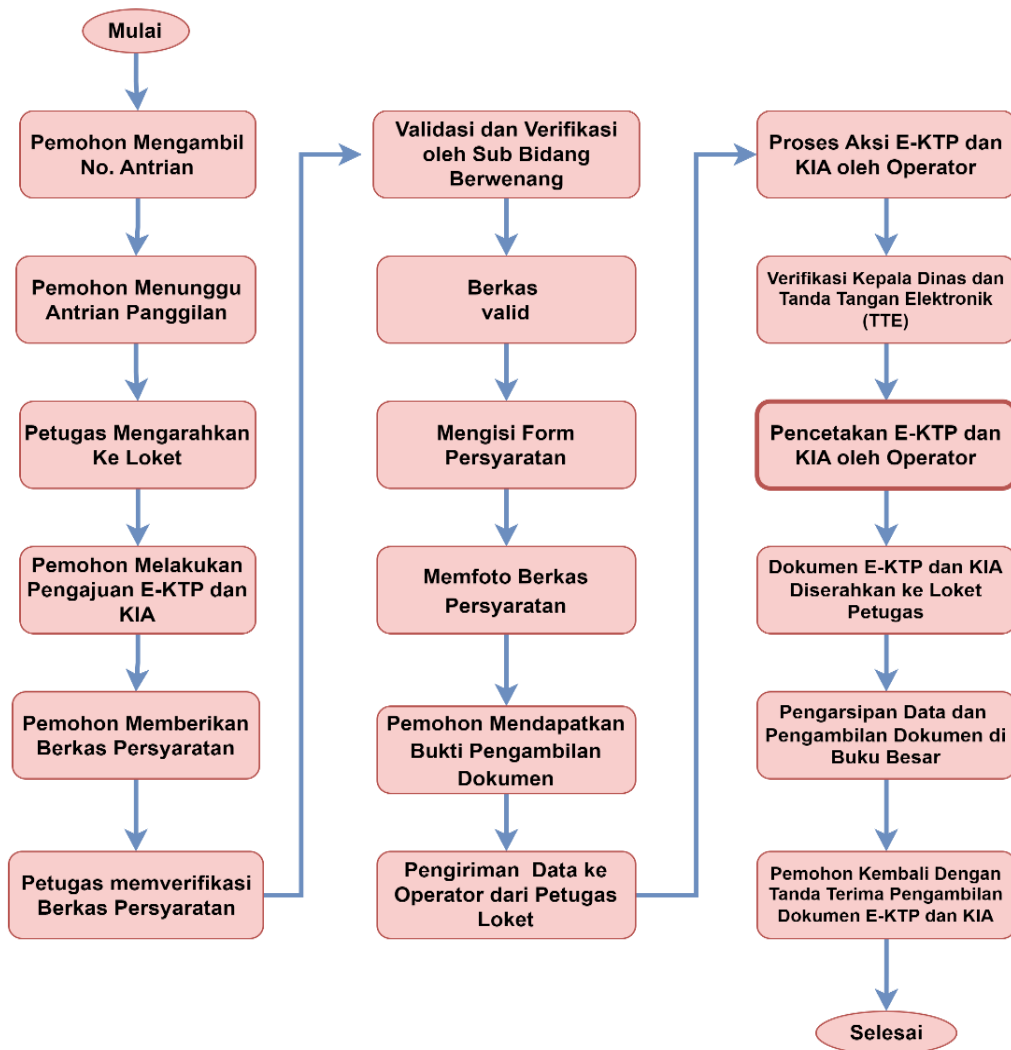 Mulai
Pemohon Mengambil
No. Antrian
Pemohon Menunggu
Antrian Panggilan
Petugas Mengarahkan
Ke Loket
Pemohon Melakukan
Pengajuan E-KTP dan
KIA
Pemohon Memberikan
Berkas Persyaratan
Petugas memverifikasi
Berkas Persyaratan
Validasi dan Verifikasi
oleh Sub Bidang
Berwenang
Berkas
valid
Mengisi Form
Persyaratan
Memfoto Berkas
Persyaratan
Pemohon Mendapatkan
Bukti Pengambilan
Dokumen
Pengiriman Data ke
Operator dari Petugas
Loket
Proses Aksi E-KTP dan
KIA oleh Operator
Verifikasi Kepala Dinas dan
Tanda Tangan Elektronik
(TTE)
Pencetakan E-KTP dan
KIA oleh Operator
Dokumen E-KTP dan KIA
Diserahkan ke Loket
Petugas
Pengarsipan Data dan
Pengambilan Dokumen di
Buku Besar
Pemohon Kembali Dengan
Tanda Terima Pengambilan
Dokumen E-KTP dan KIA
Selesai